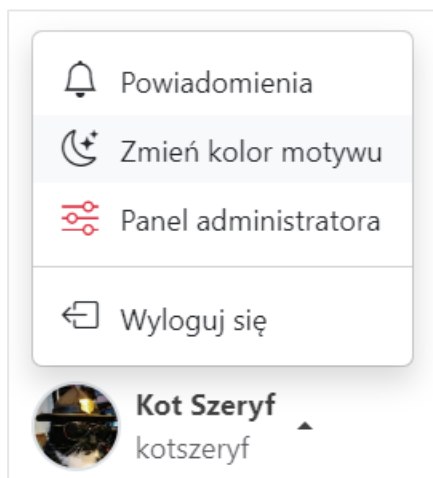 Powiadomienia
Zmień kolor motywu
Panel administratora
Wyloguj się
Kot Szeryf
kotszeryf